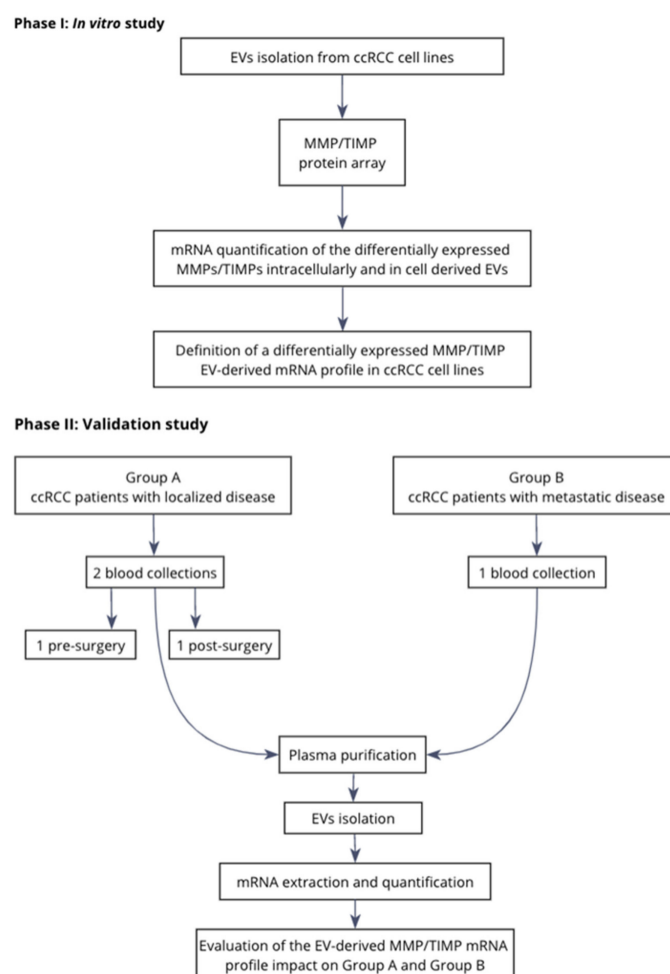 Phase I: In vitro study
EVs isolation from ccRCC cell lines
MMP/TIMP
protein array
mRNA quantification of the differentially expressed
MMPs/TIMPs intracellularly and in cell derived EVs
Definition of a differentially expressed MMP/TIMP
EV-derived mRNA profile in ccRCC cell lines
Phase II: Validation study
Group A
ccRCC patients with localized disease
Group B
ccRCC patients with metastatic disease
2 blood collections
1 blood collection
1 pre-surgery
1 post-surgery
Plasma purification
EVs isolation
mRNA extraction and quantification
Evaluation of the EV-derived MMP/TIMP mRNA
profile impact on Group A and Group B